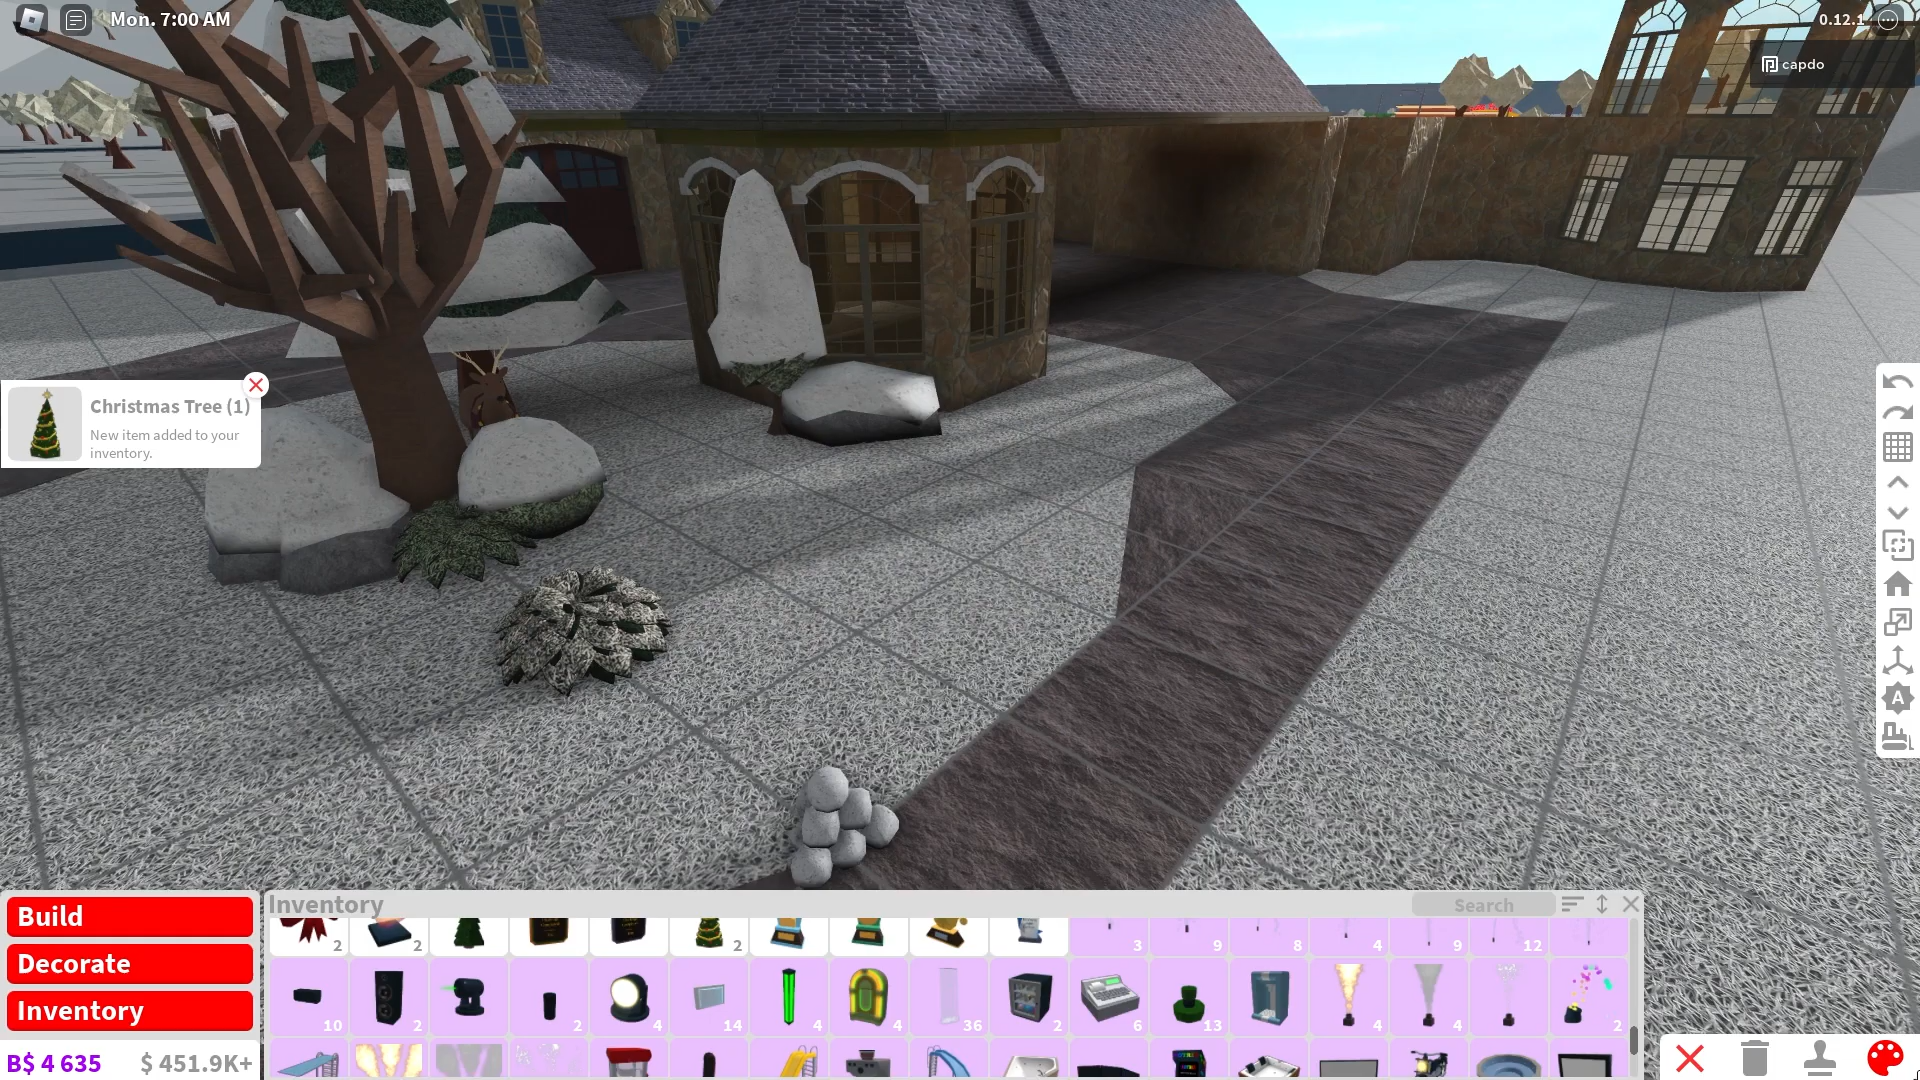 Mon. 7:00 AM
0.12.1
capdo
Christmas Tree (1)
New item added to your
inventory.
Build
Decorate
Inventory
B$ 4 635
$ 451.9K+
Inventory
Search
2
2
2
3
9
8
4
9
12
10
2
2
4
14
4
4
36
2
6
13
4
4
2
A